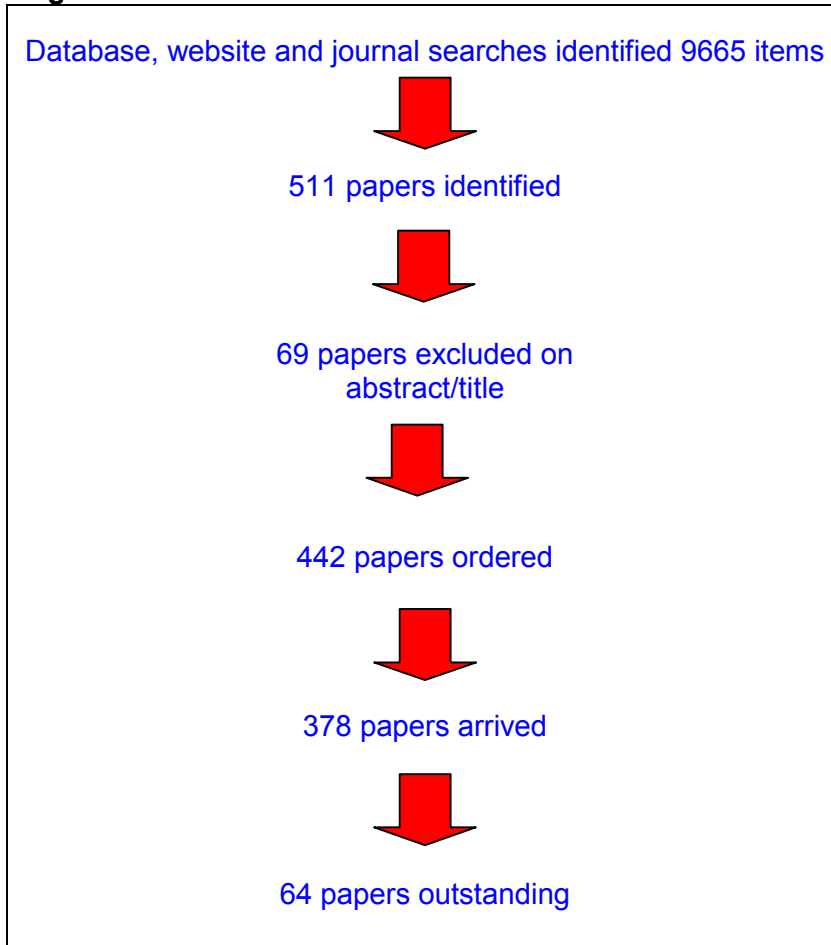 Database, website and journal searches identified 9665 items
511 papers identified
69 papers excluded on
abstract/title
442 papers ordered
378 papers arrived
64 papers outstanding